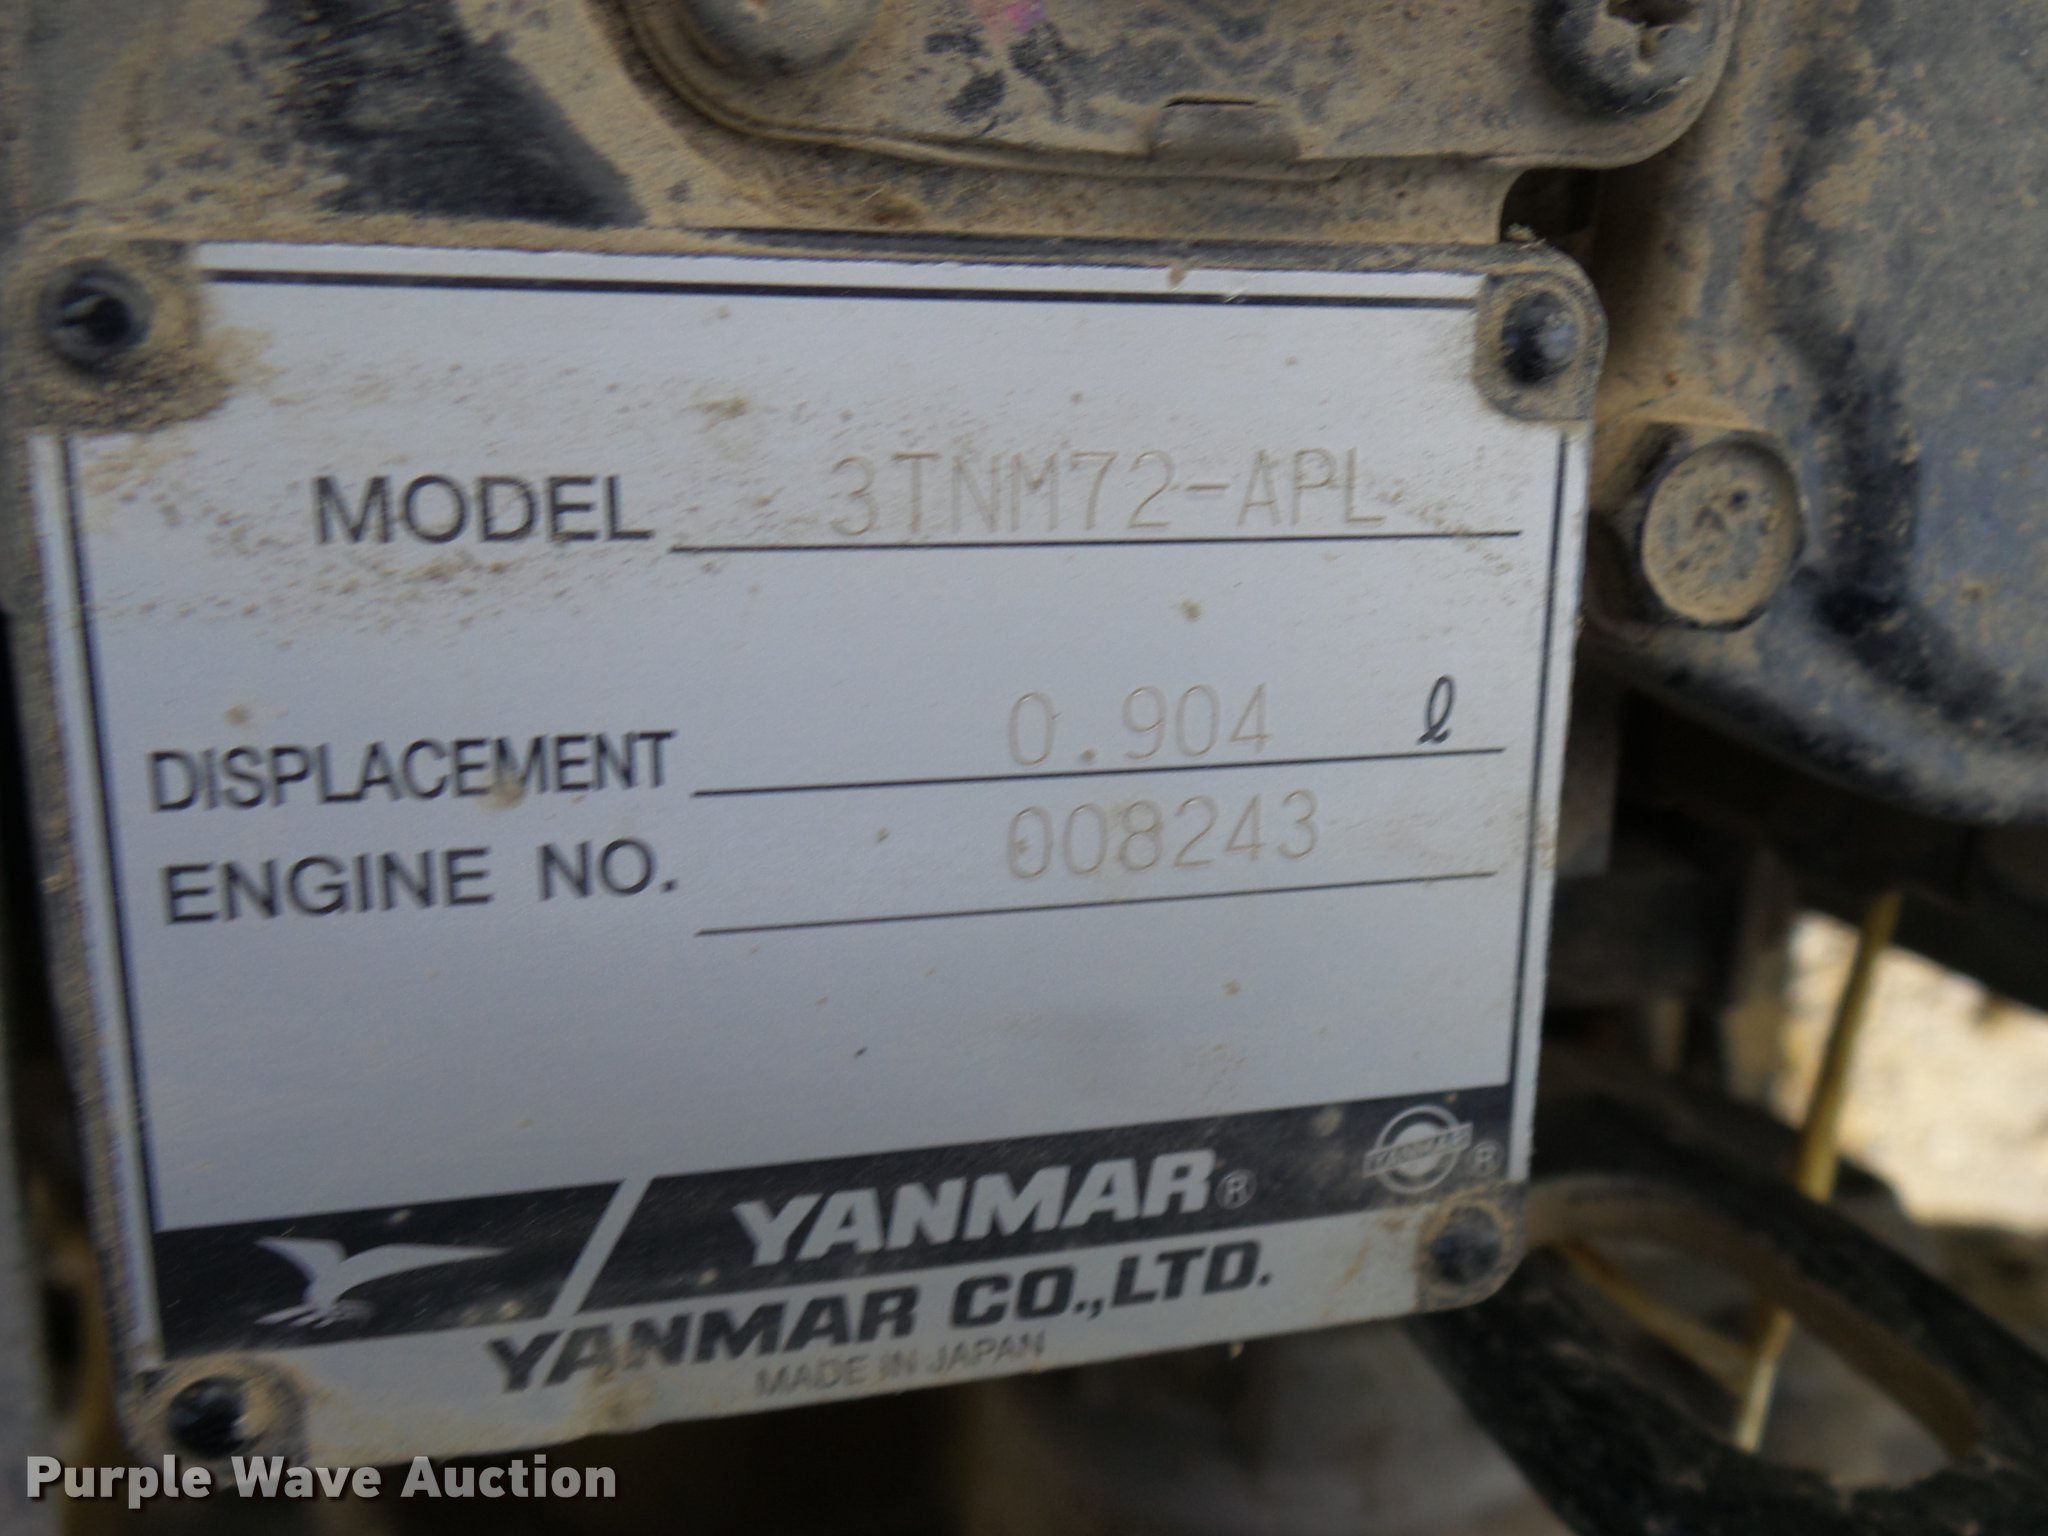 MODEL 3TNM72-APL
DISPLACEMENT 0.904 ℓ
ENGINE NO. 008243
YANMAR® YANMAR ®
YANMAR CO.,LTD.
MADE IN JAPAN
Purple Wave Auction